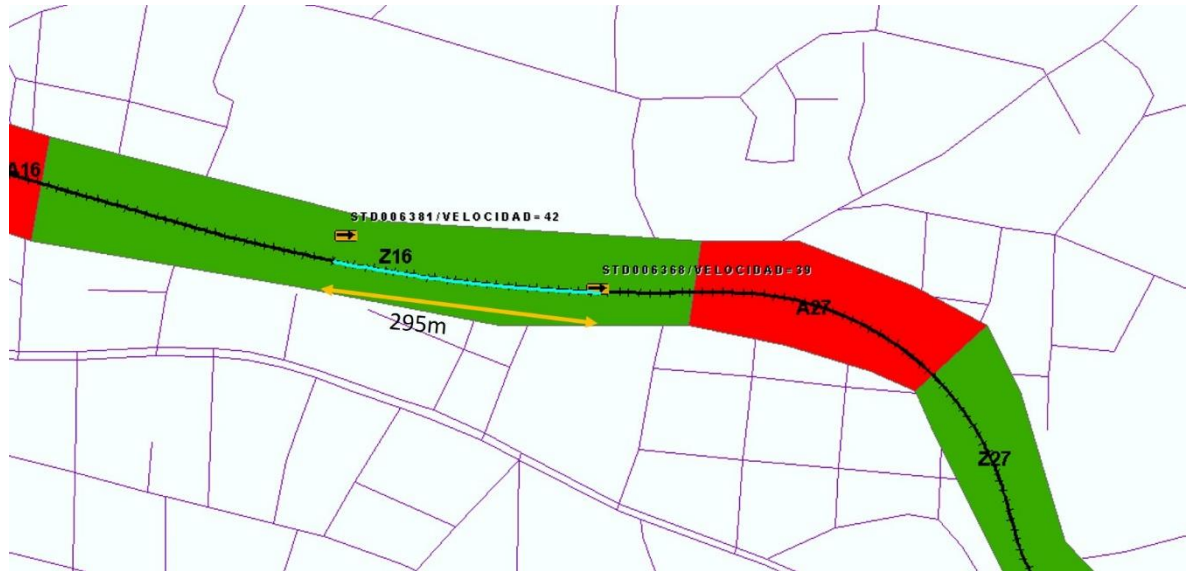 A16
STD006381/VELOCIDAD=42
Z16
STD006368/VELOCIDAD=39
295m
A27
Z27